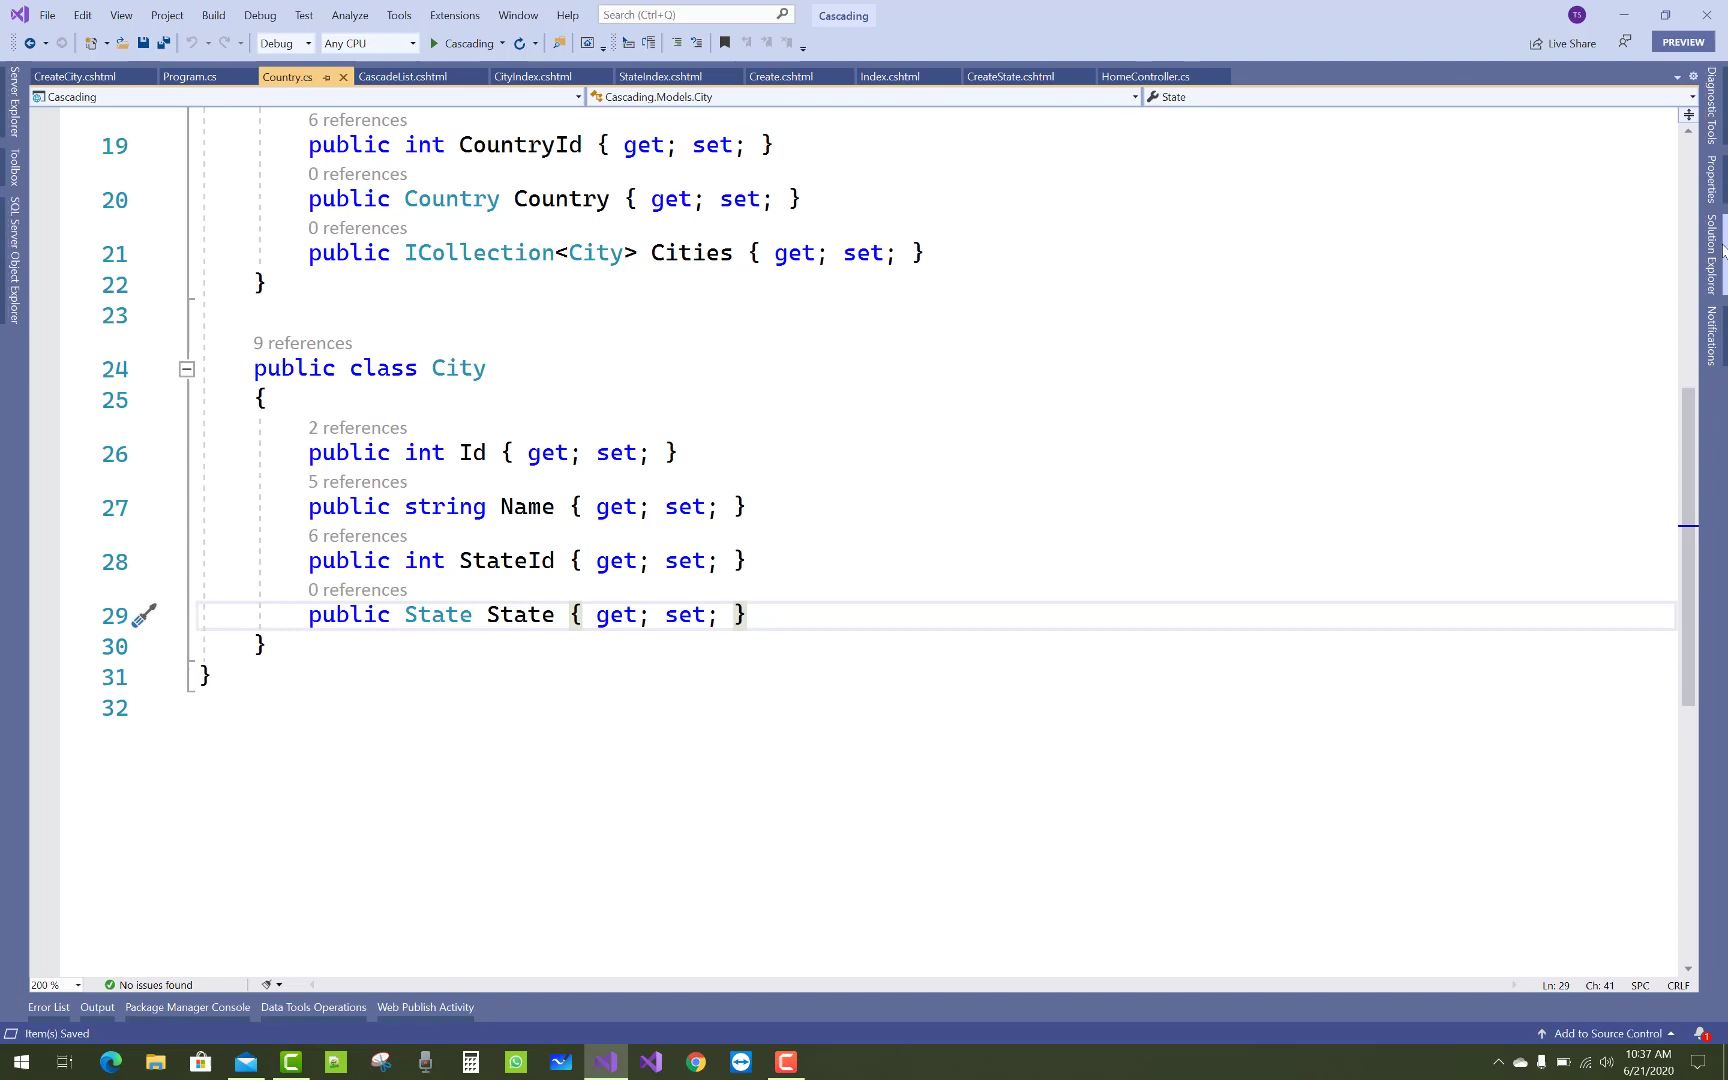 File Edit View Project Build Debug Test Analyze Tools Extensions Window Help Search (Ctrl+Q) Cascading TS
Debug Any CPU Cascading Live Share PREVIEW
CreateCity.cshtml Program.cs Country.cs CascadeList.cshtml CityIndex.cshtml StateIndex.cshtml Create.cshtml Index.cshtml CreateState.cshtml HomeController.cs
Cascading Cascading.Models.City State
Server Explorer
Toolbox
SQL Server Object Explorer
6 references
19 public int CountryId { get; set; }
0 references
20 public Country Country { get; set; }
0 references
21 public ICollection<City> Cities { get; set; }
22 }
23
9 references
24 public class City
25 {
2 references
26 public int Id { get; set; }
5 references
27 public string Name { get; set; }
6 references
28 public int StateId { get; set; }
0 references
29 public State State { get; set; }
30 }
31 }
32
Diagnostic Tools
Properties
Solution Explorer
Notifications
200 % No issues found Ln: 29 Ch: 41 SPC CRLF
Error List Output Package Manager Console Data Tools Operations Web Publish Activity
Item(s) Saved Add to Source Control 1
10:37 AM
6/21/2020